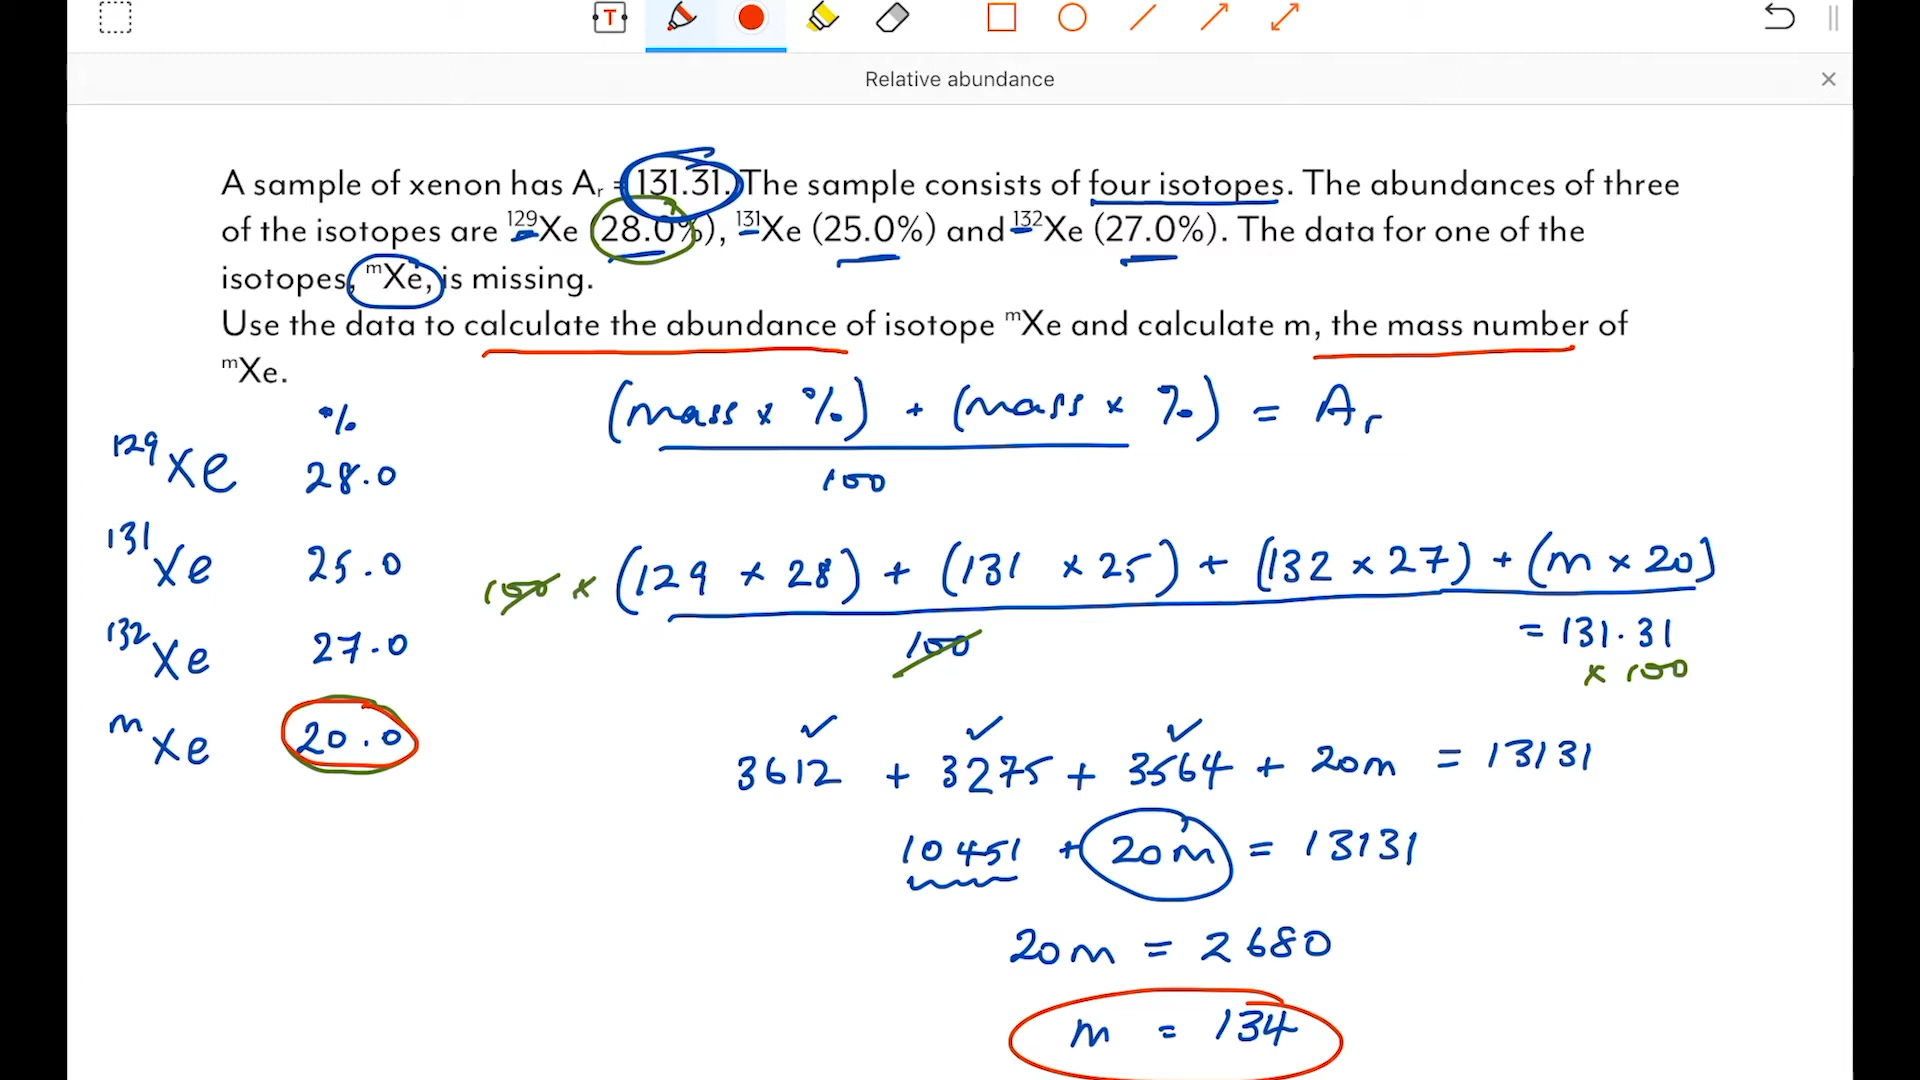 T
Relative abundance
A sample of xenon has Aᵣ = 131.31. The sample consists of four isotopes. The abundances of three
of the isotopes are ¹²⁹Xe (28.0%), ¹³¹Xe (25.0%) and ¹³²Xe (27.0%). The data for one of the
isotopes, ᵐXe, is missing.
Use the data to calculate the abundance of isotope ᵐXe and calculate m, the mass number of
ᵐXe.
%
¹²⁹Xe 28.0
¹³¹Xe 25.0
¹³²Xe 27.0
ᵐXe 20.0
(mass × %) + (mass × %) = Aᵣ
100
100 × (129 × 28) + (131 × 25) + (132 × 27) + (m × 20)
100
= 131.31
× 100
✓ ✓ ✓
3612 + 3275 + 3564 + 20m = 13131
10451 + 20m = 13131
20m = 2680
m = 134